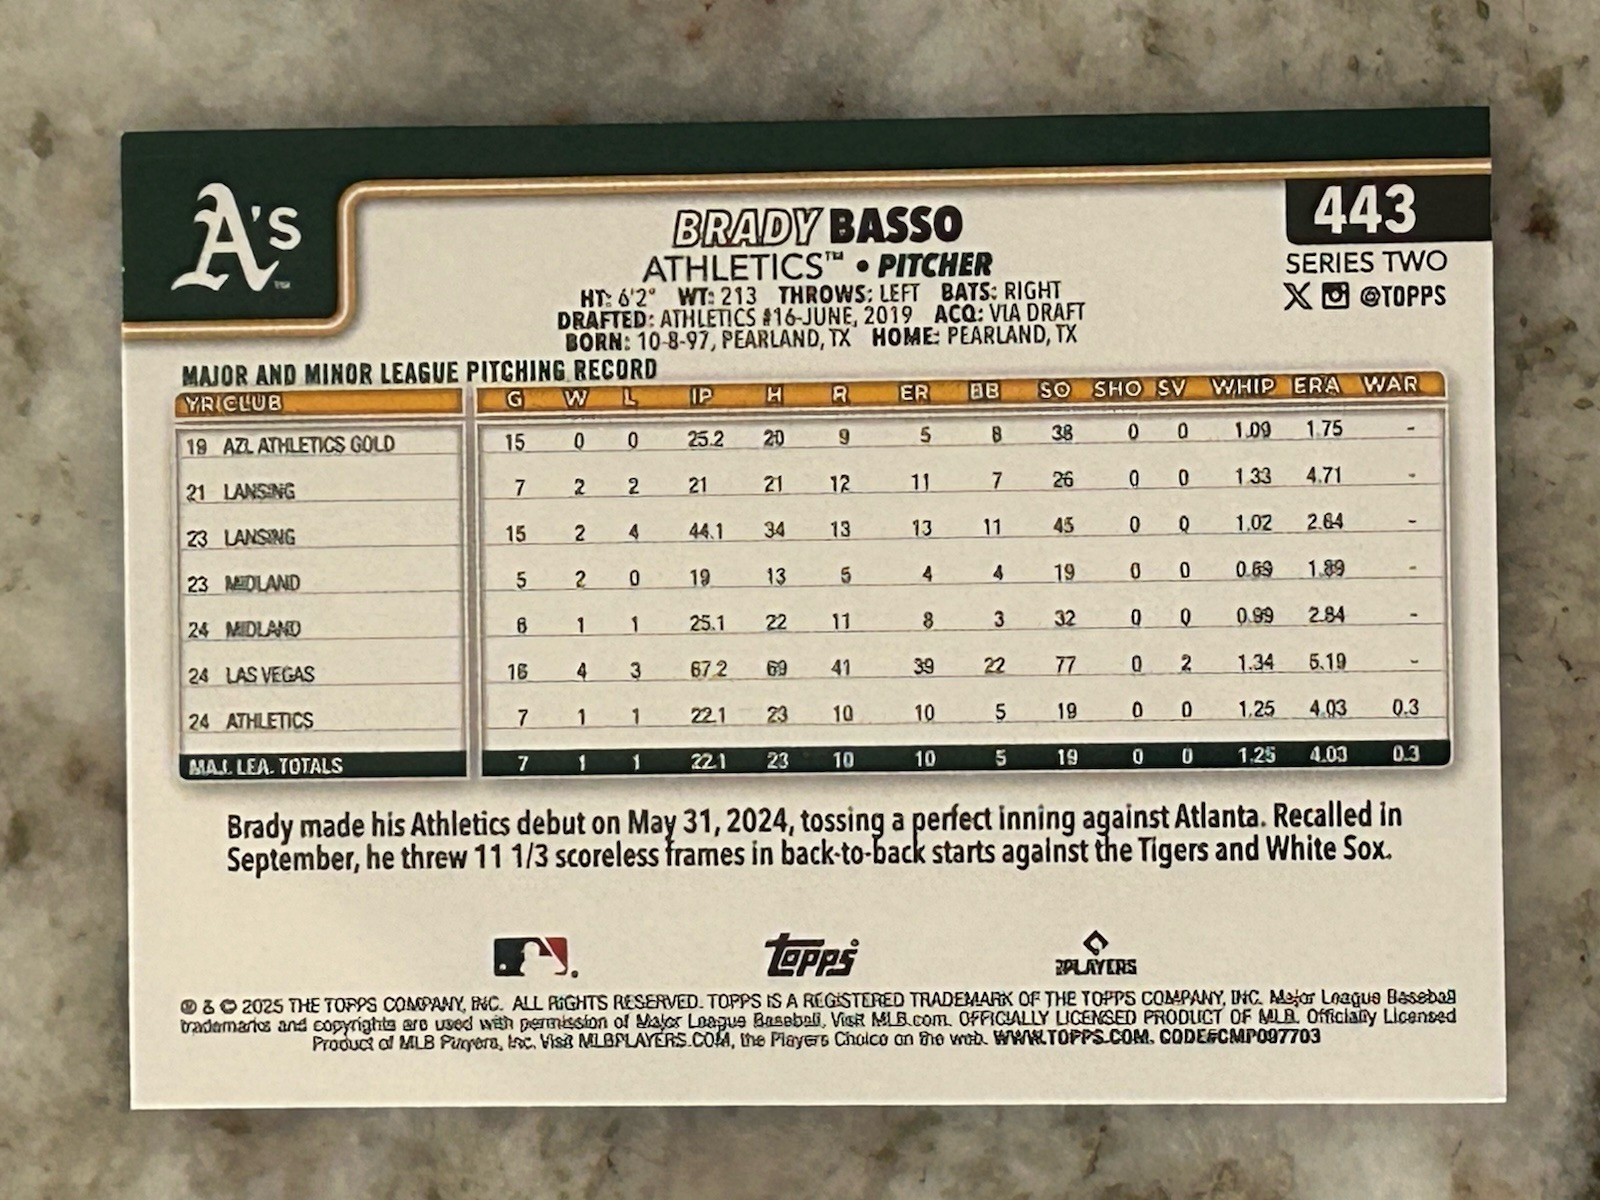 A's
443
BRADY BASSO
ATHLETICS™ • PITCHER
SERIES TWO
@TOPPS
HT: 6'2" WT: 213 THROWS: LEFT BATS: RIGHT
DRAFTED: ATHLETICS #16-JUNE, 2019 ACQ: VIA DRAFT
BORN: 10-8-97, PEARLAND, TX HOME: PEARLAND, TX
MAJOR AND MINOR LEAGUE PITCHING RECORD
YR CLUB G W L IP H R ER BB SO SHO SV WHIP ERA WAR
19 AZL ATHLETICS GOLD 15 0 0 25.2 20 9 5 8 38 0 0 1.09 1.75 -
21 LANSING 7 2 2 21 21 12 11 7 26 0 0 1.33 4.71 -
23 LANSING 15 2 4 44.1 34 13 13 11 45 0 0 1.02 2.64 -
23 MIDLAND 5 2 0 19 13 5 4 4 19 0 0 0.89 1.89 -
24 MIDLAND 6 1 1 25.1 22 11 8 3 32 0 0 0.99 2.84 -
24 LAS VEGAS 16 4 3 67.2 69 41 39 22 77 0 2 1.34 5.19 -
24 ATHLETICS 7 1 1 22.1 23 10 10 5 19 0 0 1.25 4.03 0.3
MAJ. LEA. TOTALS 7 1 1 22.1 23 10 10 5 19 0 0 1.25 4.03 0.3
Brady made his Athletics debut on May 31, 2024, tossing a perfect inning against Atlanta. Recalled in
September, he threw 11 1/3 scoreless frames in back-to-back starts against the Tigers and White Sox.
Topps
PLAYERS
® & © 2025 THE TOPPS COMPANY, INC. ALL RIGHTS RESERVED. TOPPS IS A REGISTERED TRADEMARK OF THE TOPPS COMPANY, INC. Major League Baseball
trademarks and copyrights are used with permission of Major League Baseball. Visit MLB.com. OFFICIALLY LICENSED PRODUCT OF MLB. Officially Licensed
Product of MLB Players, Inc. Visit MLBPLAYERS.COM, the Players Choice on the web. WWW.TOPPS.COM. CODE#CMP097703